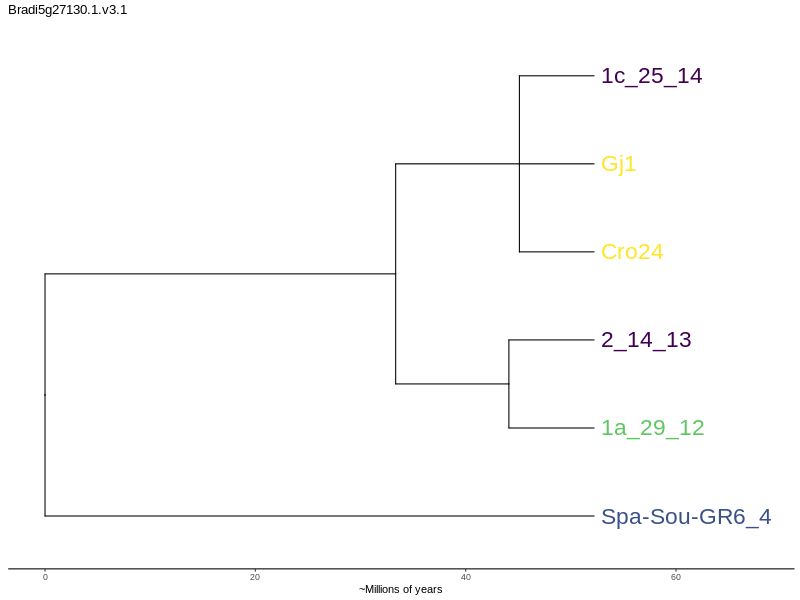 Bradi5g27130.1.v3.1
1c_25_14
Gj1
Cro24
2_14_13
1a_29_12
Spa-Sou-GR6_4
0 20 40 60
~Millions of years